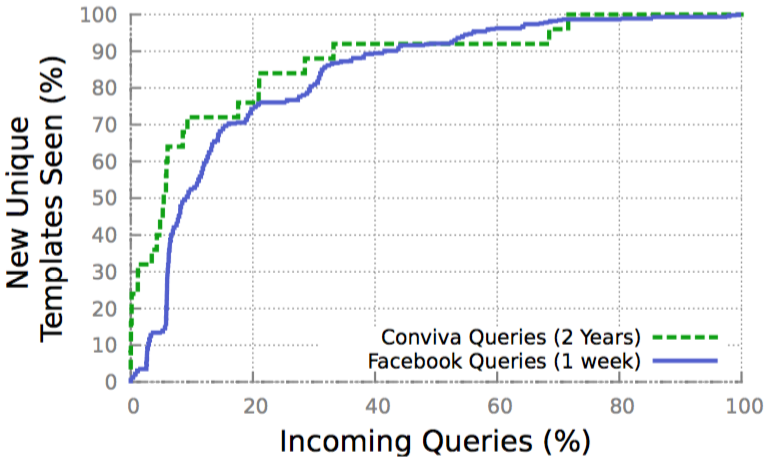 New Unique
Templates Seen (%)
100
90
80
70
60
50
40
30
20
10
0
Conviva Queries (2 Years)
Facebook Queries (1 week)
0 20 40 60 80 100
Incoming Queries (%)